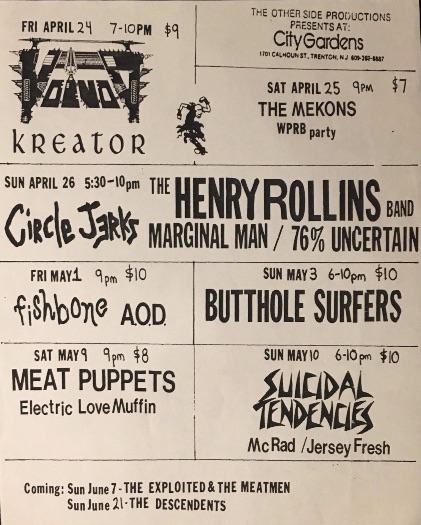 FRI APRIL 24 7-10PM $9
VOIVOD
KREATOR
THE OTHER SIDE PRODUCTIONS
PRESENTS AT:
City Gardens
1701 CALHOUN ST., TRENTON, N.J.
SAT APRIL 25 9PM $7
THE MEKONS
WPRB party
SUN APRIL 26 5:30-10pm THE HENRY ROLLINS BAND
CIRCLE JERKS MARGINAL MAN / 76% UNCERTAIN
FRI MAY 1 9pm $10
fishbone A.O.D.
SUN MAY 3 6-10pm $10
BUTTHOLE SURFERS
SAT MAY 9 9pm $8
MEAT PUPPETS
Electric Love Muffin
SUN MAY 10 6-10pm $10
SUICIDAL
TENDENCIES
McRad / Jersey Fresh
Coming: Sun June 7 - THE EXPLOITED & THE MEATMEN
Sun June 21 - THE DESCENDENTS